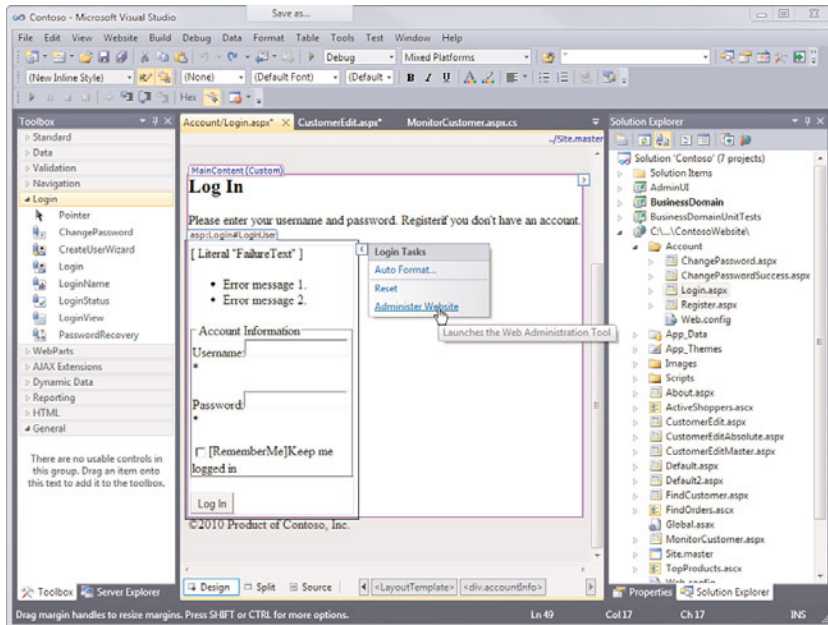 Contoso - Microsoft Visual Studio
Save as...
File Edit View Website Build Debug Data Format Table Tools Test Window Help
Debug
Mixed Platforms
(New Inline Style)
(None)
(Default Font)
(Default
B I U
Hex
Toolbox
Standard
Data
Validation
Navigation
Login
Pointer
ChangePassword
CreateUserWizard
Login
LoginName
LoginStatus
LoginView
PasswordRecovery
WebParts
AJAX Extensions
Dynamic Data
Reporting
HTML
General
There are no usable controls in
this group. Drag an item onto
this text to add it to the toolbox.
Toolbox Server Explorer
Account/Login.aspx* CustomerEdit.aspx* MonitorCustomer.aspx.cs
../Site.master
MainContent (Custom)
Log In
Please enter your username and password. Registerif you don't have an account.
asp:Login#LoginUser
[ Literal "FailureText" ]
• Error message 1.
• Error message 2.
Account Information
Username:
*
Password:
*
[RememberMe]Keep me
logged in
Log In
©2010 Product of Contoso, Inc.
Login Tasks
Auto Format...
Reset
Administer Website
Launches the Web Administration Tool
Design Split Source <LayoutTemplate> <div.accountInfo>
Solution Explorer
Solution 'Contoso' (7 projects)
Solution Items
AdminUI
BusinessDomain
BusinessDomainUnitTests
C:\...\ContosoWebsite\
Account
ChangePassword.aspx
ChangePasswordSuccess.aspx
Login.aspx
Register.aspx
Web.config
App_Data
App_Themes
Images
Scripts
About.aspx
ActiveShoppers.ascx
CustomerEdit.aspx
CustomerEditAbsolute.aspx
CustomerEditMaster.aspx
Default.aspx
Default2.aspx
FindCustomer.aspx
FindOrders.ascx
Global.asax
MonitorCustomer.aspx
Site.master
TopProducts.ascx
Web.config
Properties Solution Explorer
Drag margin handles to resize margins. Press SHIFT or CTRL for more options. Ln 49 Col 17 Ch 17 INS